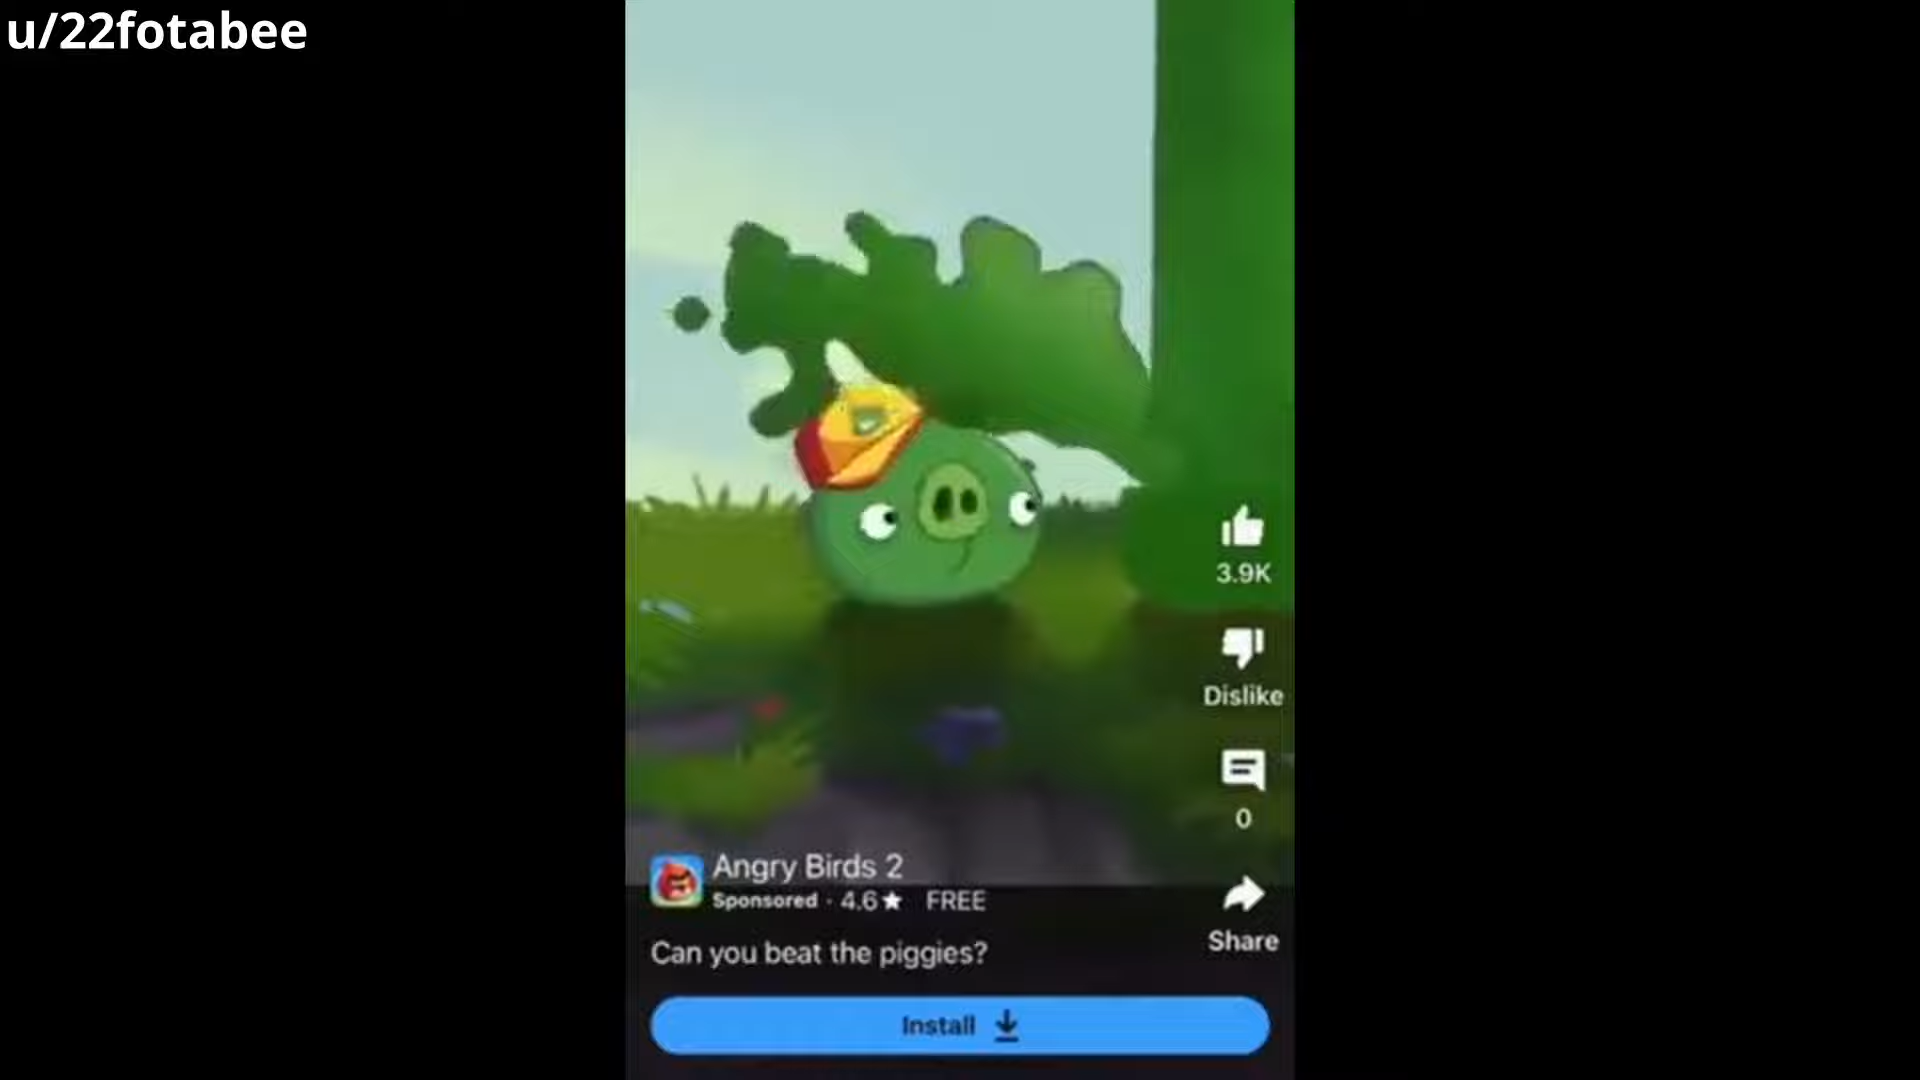 u/22fotabee
3.9K
Dislike
0
Angry Birds 2
Sponsored · 4.6★ FREE
Share
Can you beat the piggies?
Install